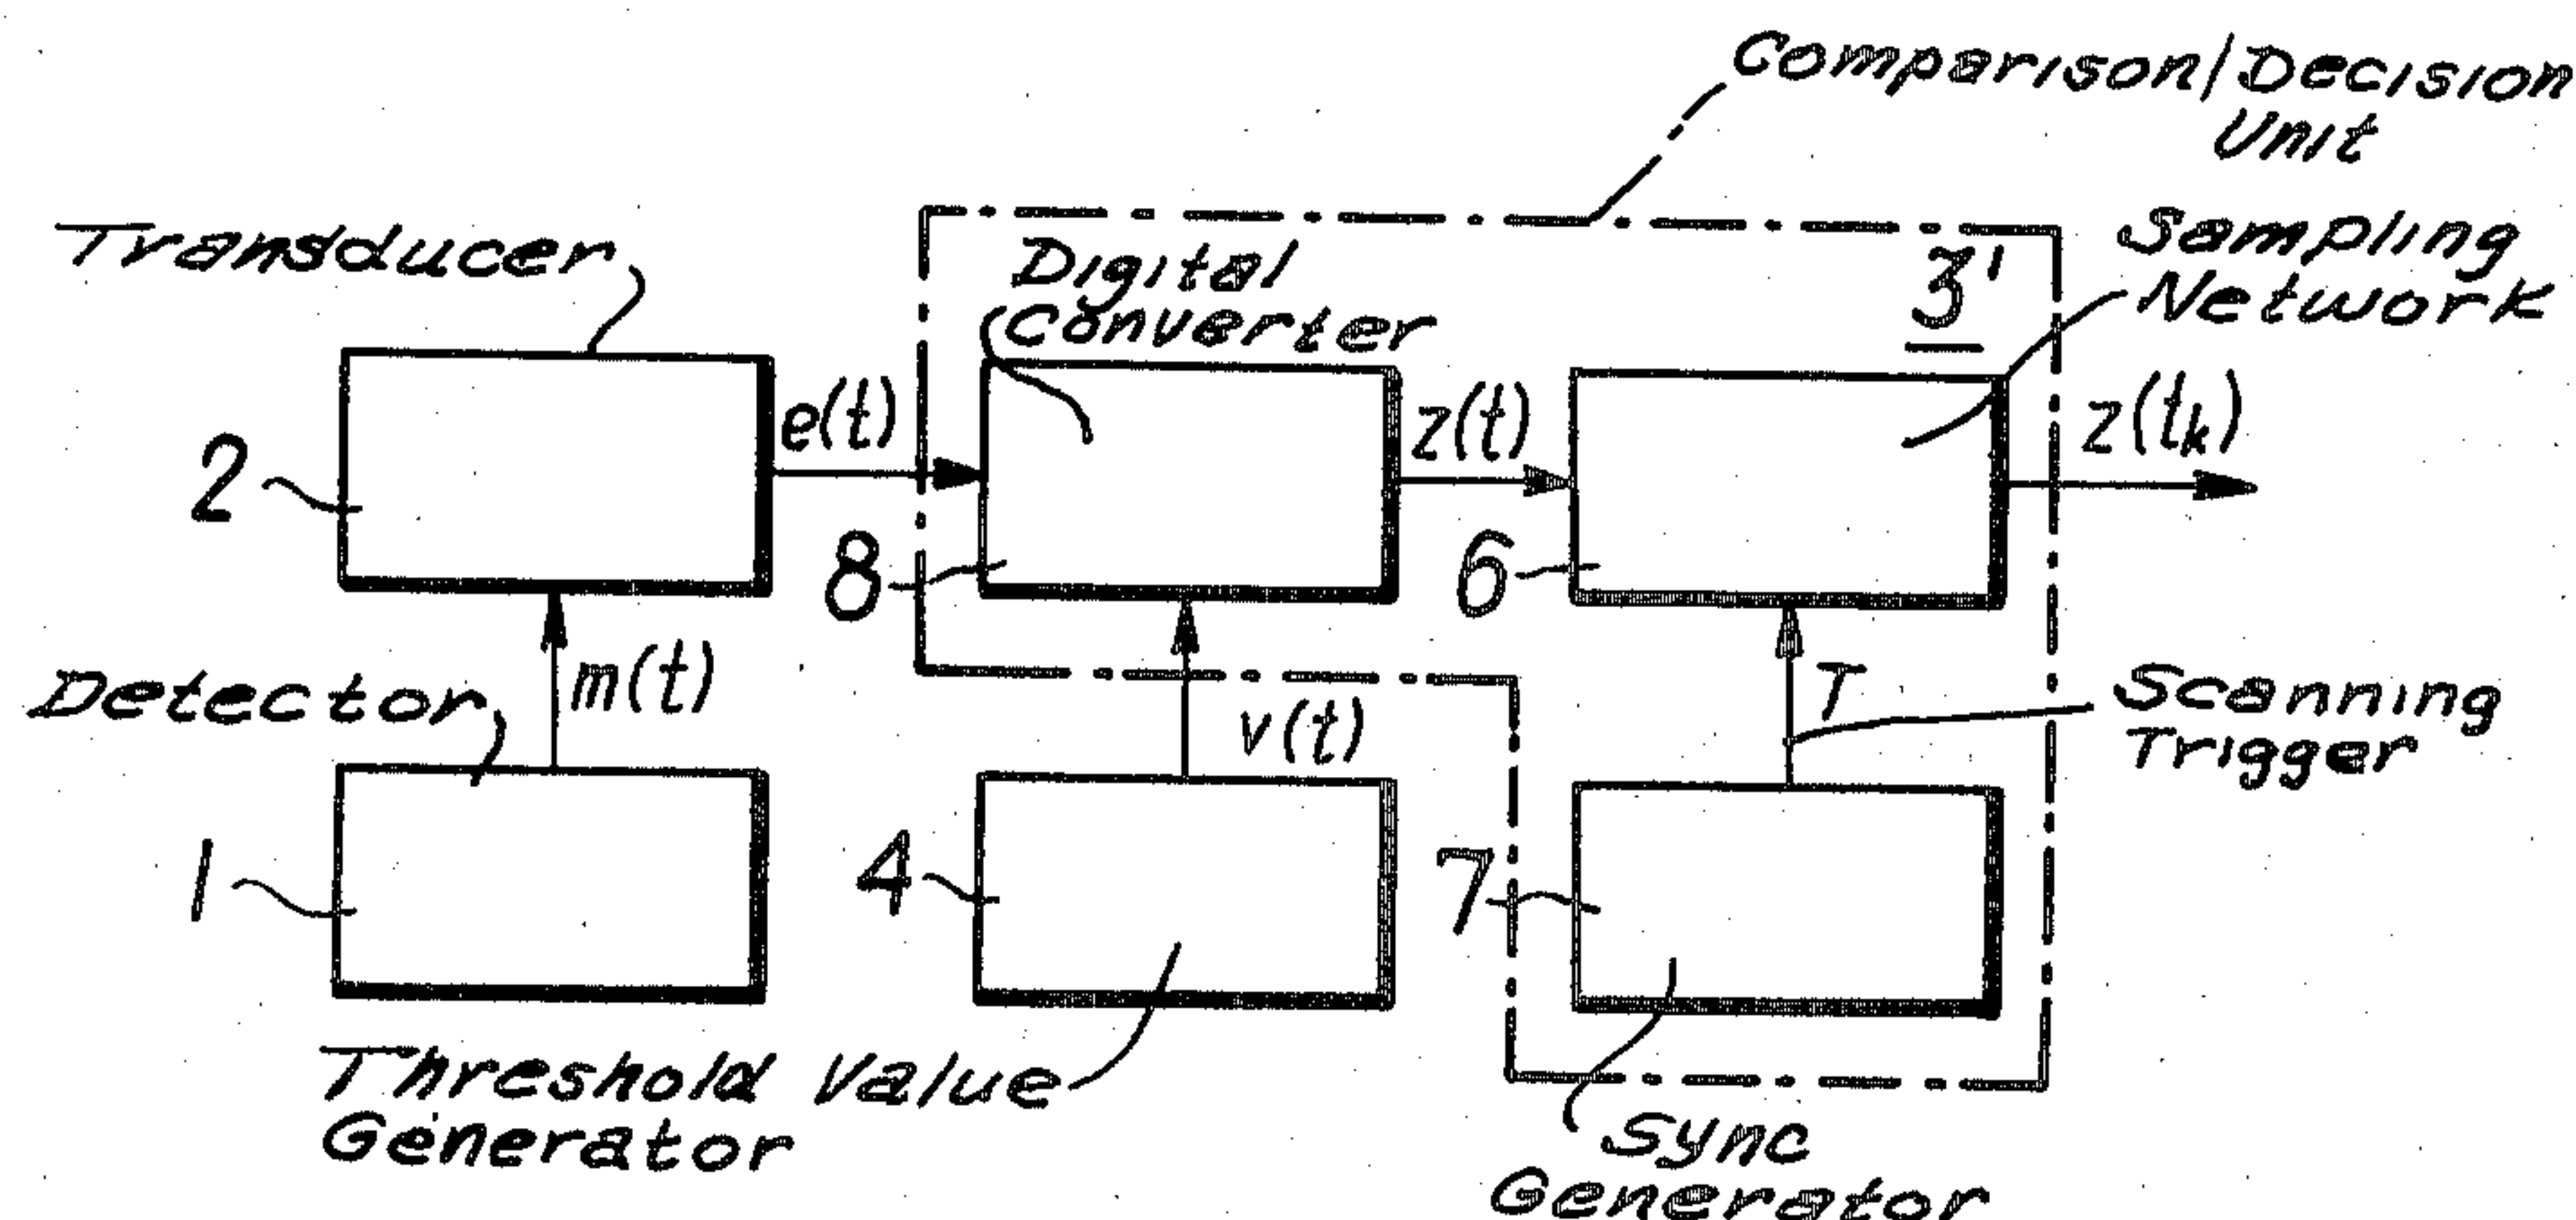 Comparison/Decision
Unit
Transducer
Digital
Converter
3'
Sampling
Network
e(t)
z(t)
z(tk)
2
8
6
Detector
m(t)
v(t)
T
Scanning
Trigger
1
4
7
Threshold Value
Generator
Sync
Generator